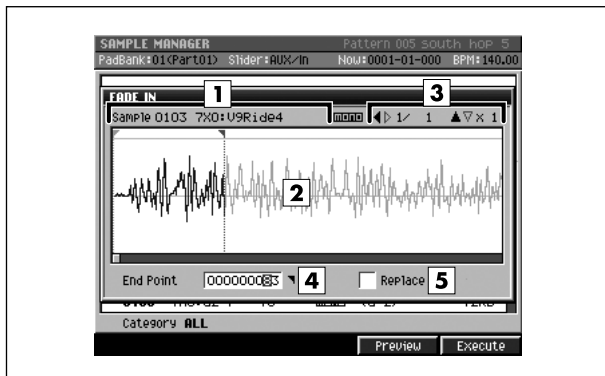 SAMPLE MANAGER Pattern 005 south hop 5
PadBank:01(Part01) Slider:AUX/In Now:0001-01-000 BPM:140.00
FADE IN
1 3
Sample 0103 7X0:V9Ride4 mono 1/ 1 x 1
2
End Point 000000083 4 Replace 5
Category ALL
Preview Execute